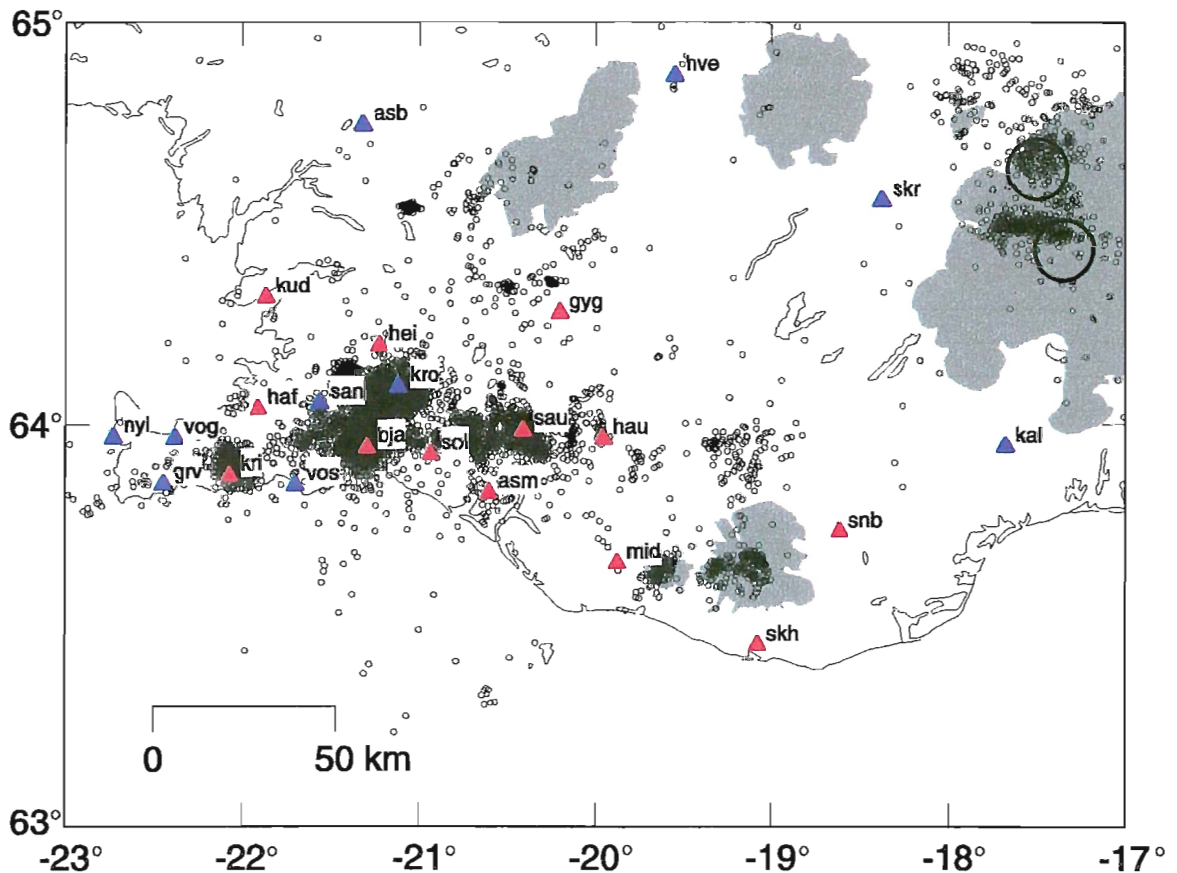 65°
hve
asb
skr
kud
gyg
hei
kro
san
haf
64°
nyl
vog
bja
sol
sau
hau
kal
kri
grv
vos
asm
snb
mid
skh
0
50 km
63°
-23°
-22°
-21°
-20°
-19°
-18°
-17°